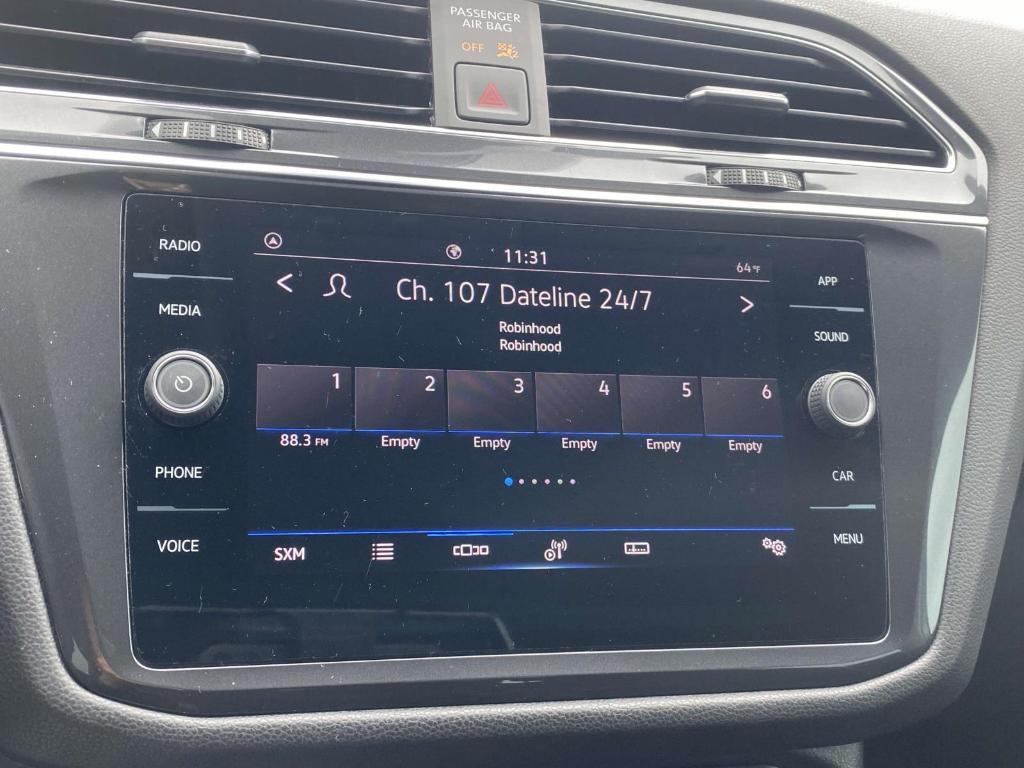 PASSENGER
AIR BAG
OFF
RADIO
MEDIA
PHONE
VOICE
11:31
64°F
< Ch. 107 Dateline 24/7 >
Robinhood
Robinhood
1 2 3 4 5 6
88.3 FM Empty Empty Empty Empty Empty
SXM
APP
SOUND
CAR
MENU